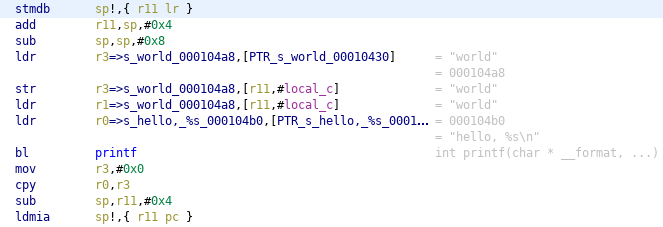 stmdb sp!,{ r11 lr }
add r11,sp,#0x4
sub sp,sp,#0x8
ldr r3=>s_world_000104a8,[PTR_s_world_00010430] = "world"
= 000104a8
str r3=>s_world_000104a8,[r11,#local_c] = "world"
ldr r1=>s_world_000104a8,[r11,#local_c] = "world"
ldr r0=>s_hello,_%s_000104b0,[PTR_s_hello,_%s_0001... = 000104b0
= "hello, %s\n"
bl printf int printf(char * __format, ...)
mov r3,#0x0
cpy r0,r3
sub sp,r11,#0x4
ldmia sp!,{ r11 pc }